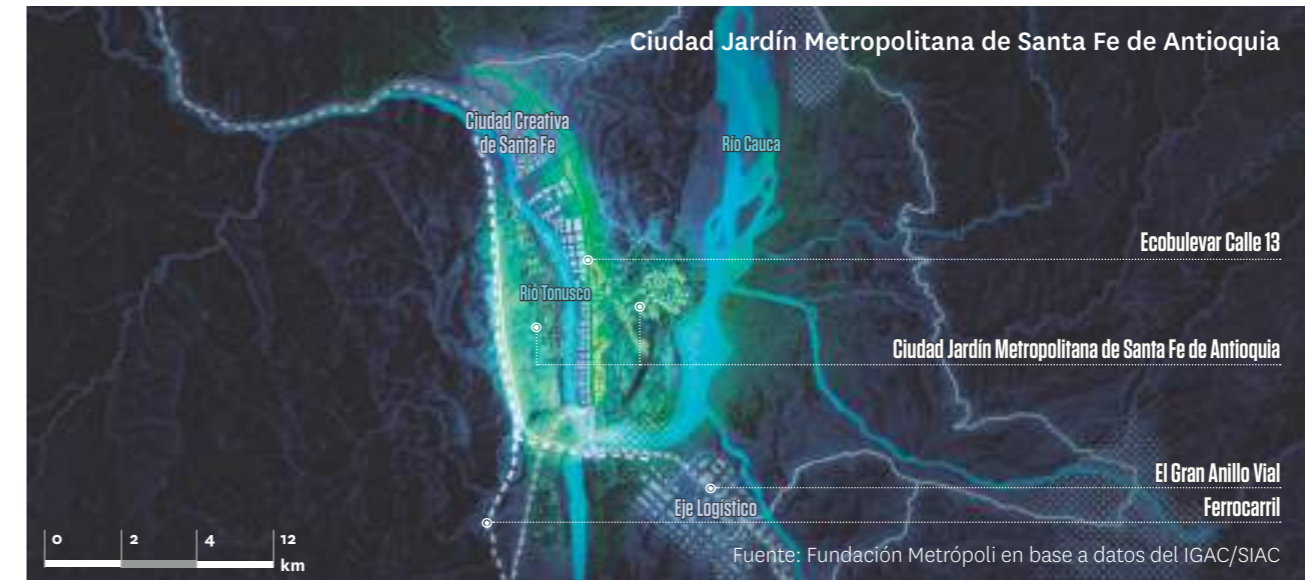 Ciudad Jardín Metropolitana de Santa Fe de Antioquia
Ciudad Creativa
de Santa Fe
Río Cauca
Ecobulevar Calle 13
Río Tonusco
Ciudad Jardín Metropolitana de Santa Fe de Antioquia
El Gran Anillo Vial
Eje Logístico
Ferrocarril
0 2 4 12
km
Fuente: Fundación Metrópoli en base a datos del IGAC/SIAC